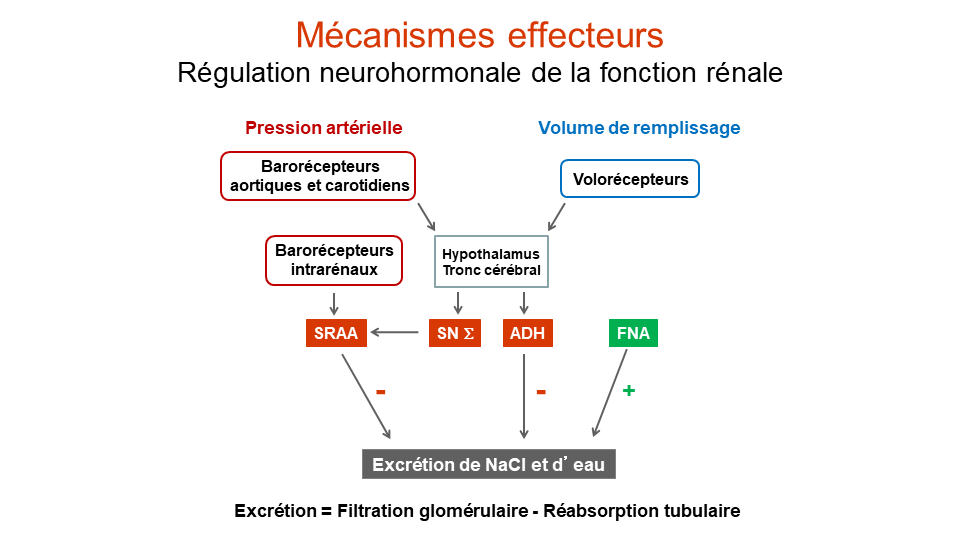 Mécanismes effecteurs
Régulation neurohormonale de la fonction rénale
Pression artérielle
Volume de remplissage
Barorécepteurs
aortiques et carotidiens
Volorécepteurs
Barorécepteurs
intrarénaux
Hypothalamus
Tronc cérébral
SRAA
SN Σ
ADH
FNA
-
-
+
Excrétion de NaCl et d’ eau
Excrétion = Filtration glomérulaire - Réabsorption tubulaire